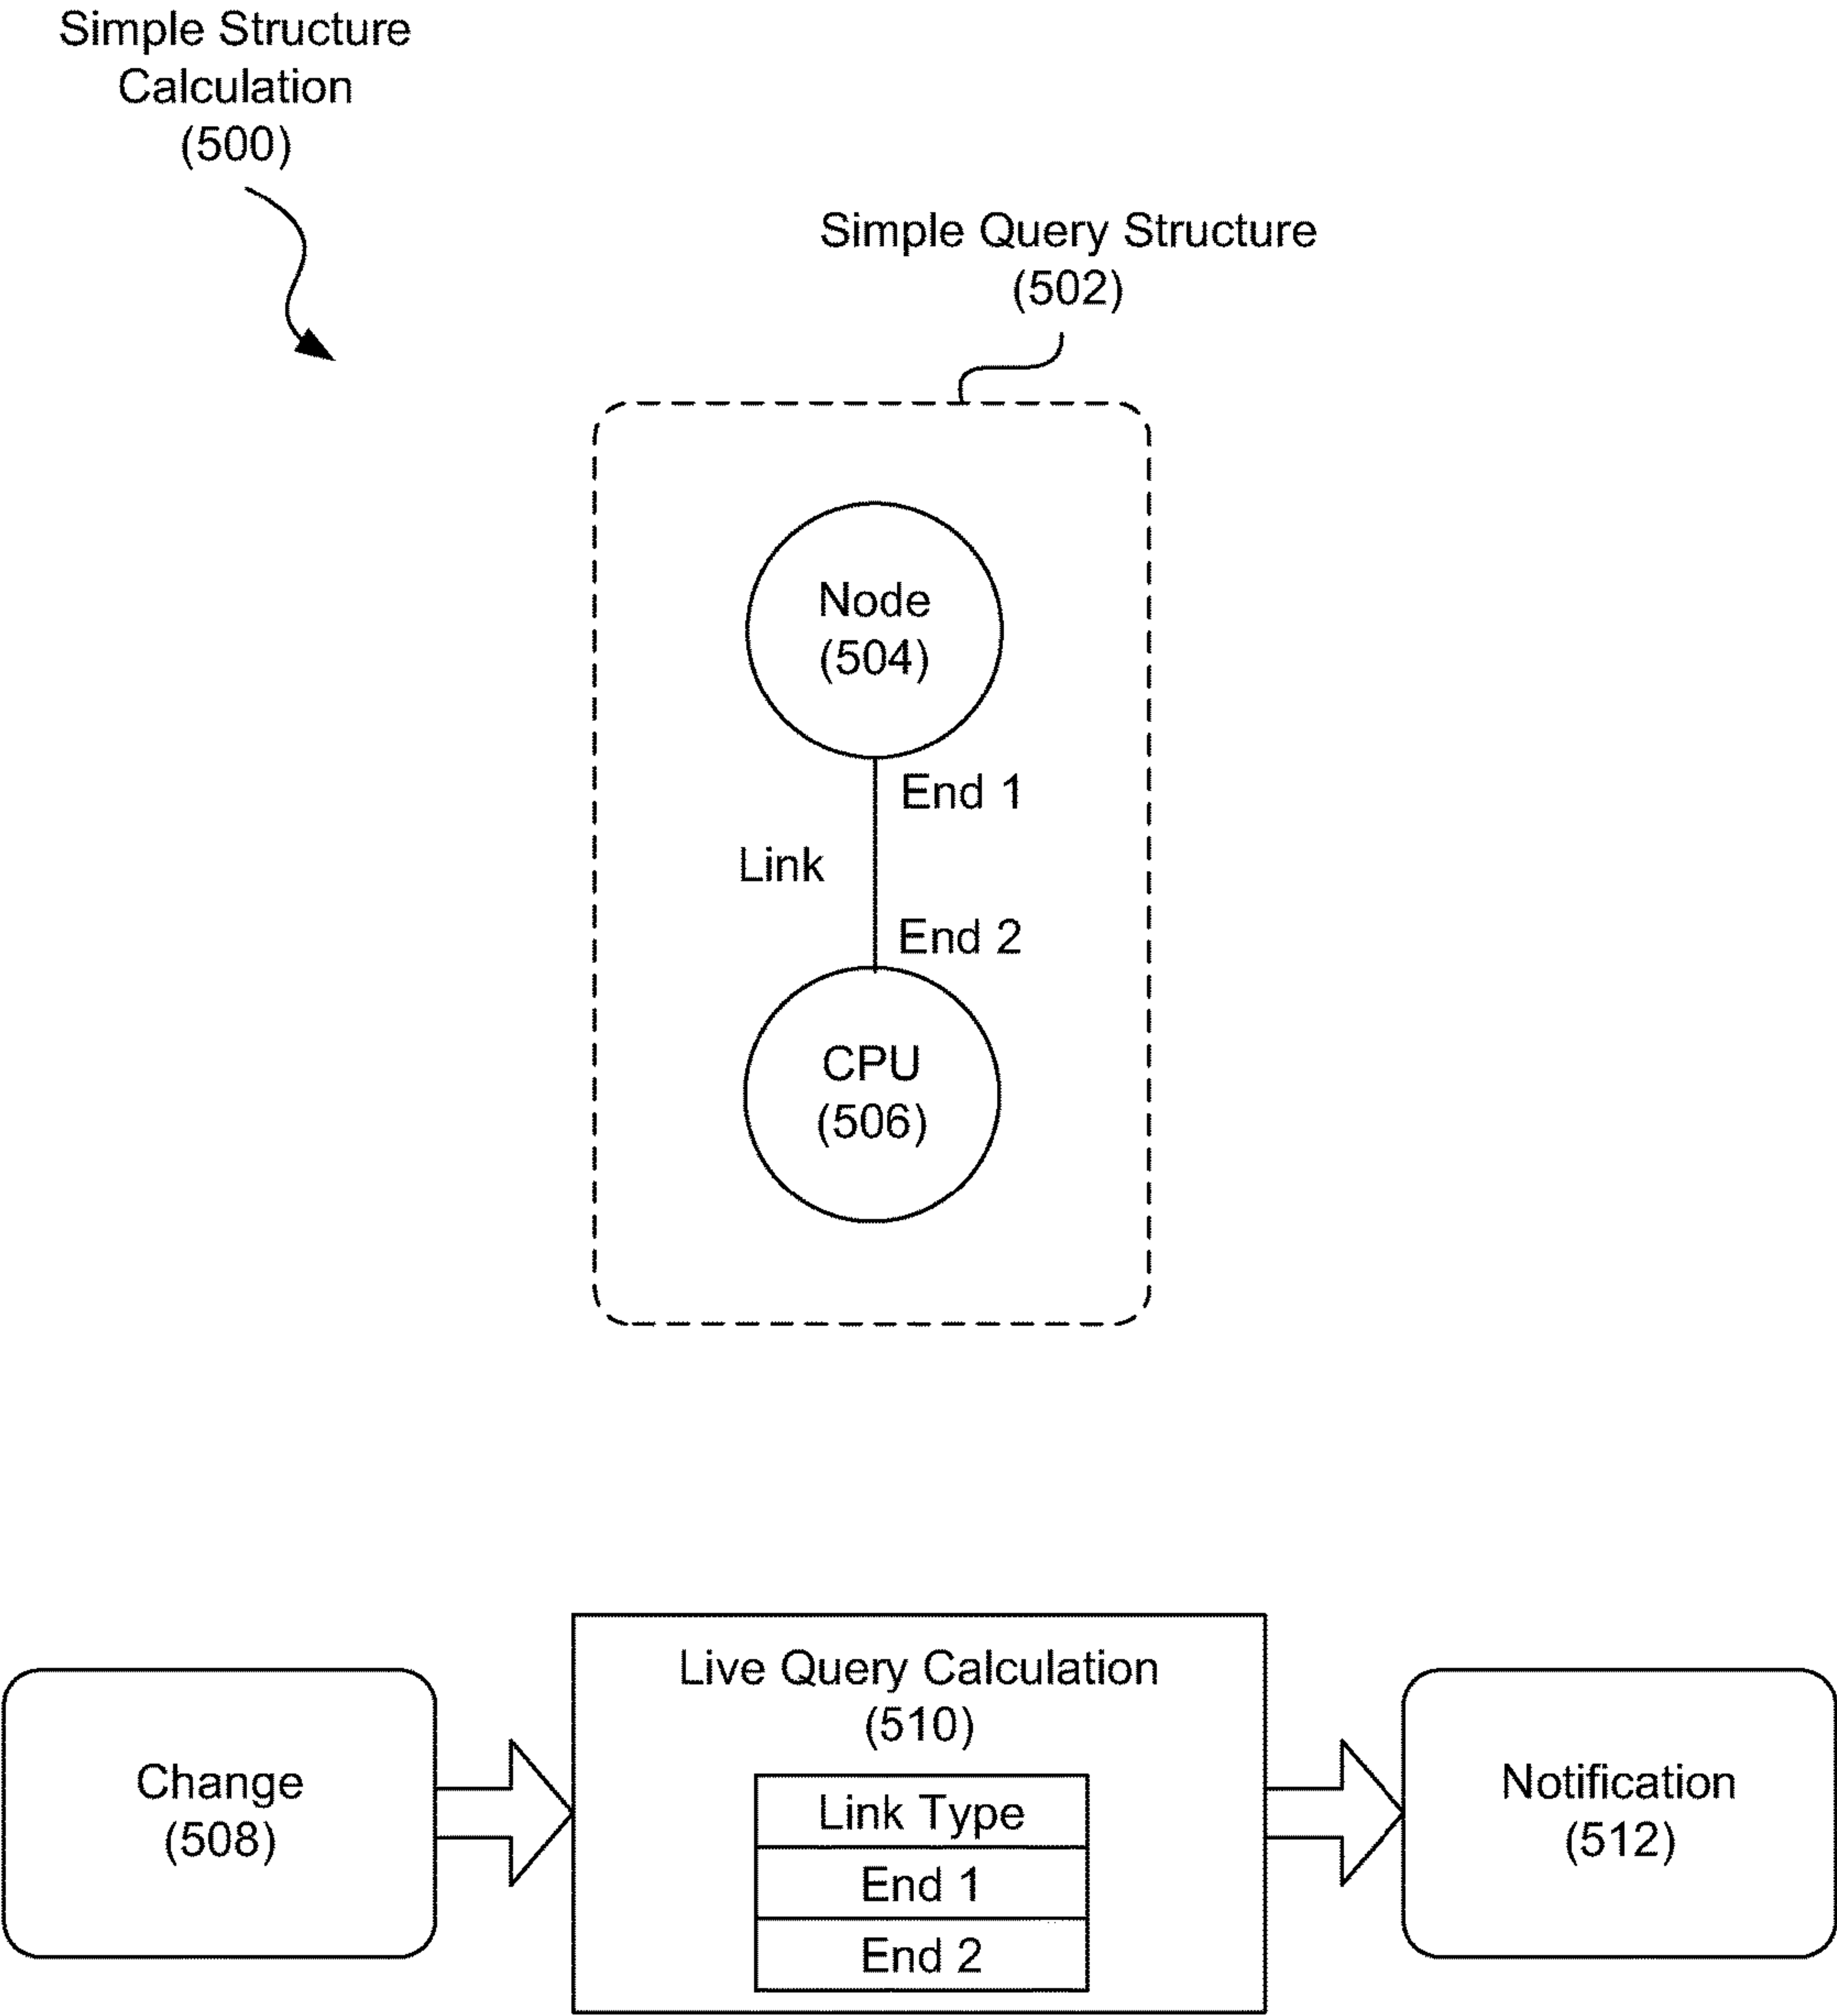 Simple Structure
Calculation
(500)
Simple Query Structure
(502)
Node
(504)
End 1
Link
End 2
CPU
(506)
Change
(508)
Live Query Calculation
(510)
Link Type
End 1
End 2
Notification
(512)